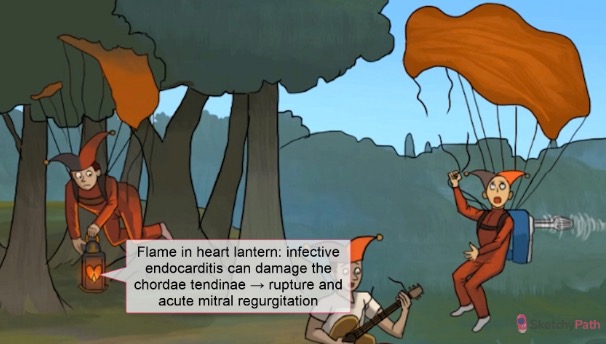 Flame in heart lantern: infective
endocarditis can damage the
chordae tendinae → rupture and
acute mitral regurgitation
SketchyPath